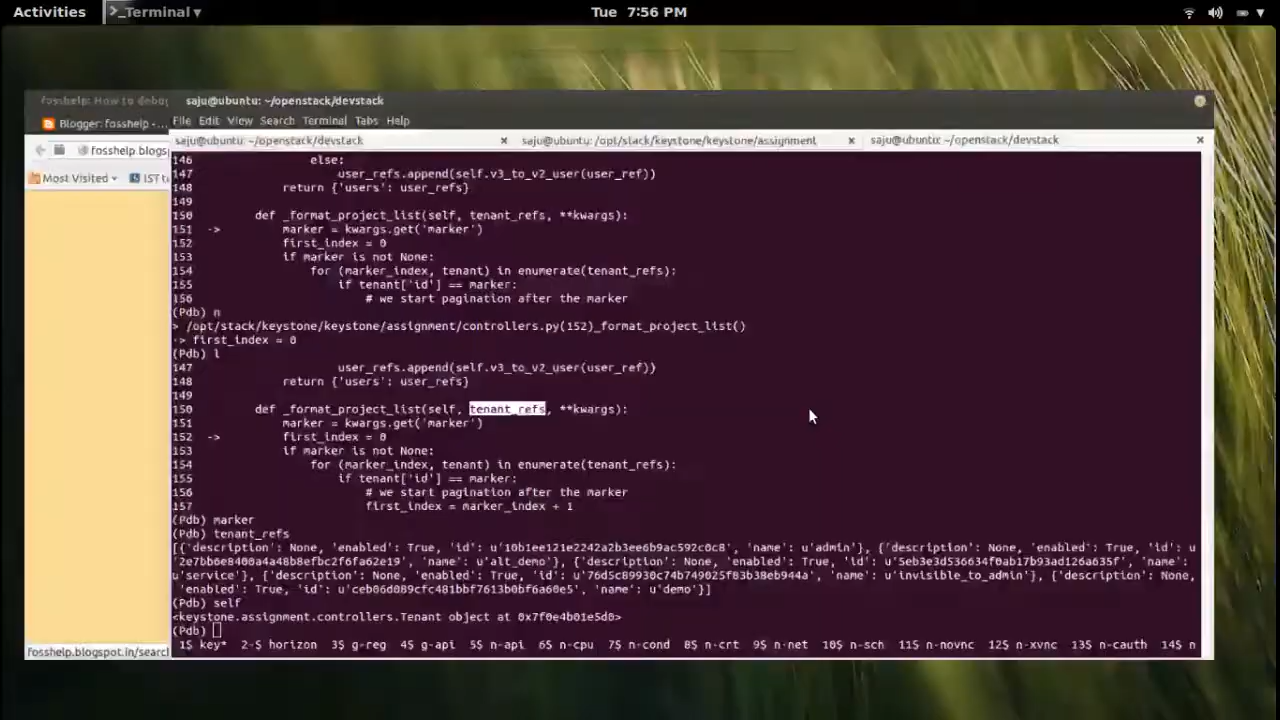 Activities
>_Terminal ▾
Tue 7:56 PM
fosshelp: How to debug
saju@ubuntu: ~/openstack/devstack
Blogger: fosshelp - ...
File Edit View Search Terminal Tabs Help
saju@ubuntu: ~/openstack/devstack × saju@ubuntu: /opt/stack/keystone/keystone/assignment × saju@ubuntu: ~/openstack/devstack ×
fosshelp.blogs
Most Visited ▾ IST t
146 else:
147 user_refs.append(self.v3_to_v2_user(user_ref))
148 return {'users': user_refs}
149
150 def _format_project_list(self, tenant_refs, **kwargs):
151 -> marker = kwargs.get('marker')
152 first_index = 0
153 if marker is not None:
154 for (marker_index, tenant) in enumerate(tenant_refs):
155 if tenant['id'] == marker:
156 # we start pagination after the marker
(Pdb) n
> /opt/stack/keystone/keystone/assignment/controllers.py(152)_format_project_list()
-> first_index = 0
(Pdb) l
147 user_refs.append(self.v3_to_v2_user(user_ref))
148 return {'users': user_refs}
149
150 def _format_project_list(self, tenant_refs, **kwargs):
151 marker = kwargs.get('marker')
152 -> first_index = 0
153 if marker is not None:
154 for (marker_index, tenant) in enumerate(tenant_refs):
155 if tenant['id'] == marker:
156 # we start pagination after the marker
157 first_index = marker_index + 1
(Pdb) marker
(Pdb) tenant_refs
[{'description': None, 'enabled': True, 'id': u'10b1ee121e2242a2b3ee6b9ac592c0c8', 'name': u'admin'}, {'description': None, 'enabled': True, 'id': u
'2e7bb6e8400a4a48b8efbc2f6fa62e19', 'name': u'alt_demo'}, {'description': None, 'enabled': True, 'id': u'5eb3e3d536634f0ab17b93ad126a635f', 'name':
u'service'}, {'description': None, 'enabled': True, 'id': u'76d5c89930c74b749025f83b38eb944a', 'name': u'invisible_to_admin'}, {'description': None,
'enabled': True, 'id': u'ceb06d089cfc481bbf7613b0bf6a60e5', 'name': u'demo'}]
(Pdb) self
<keystone.assignment.controllers.Tenant object at 0x7f0e4b01e5d0>
(Pdb)
1$ key* 2-$ horizon 3$ g-reg 4$ g-api 5$ n-api 6$ n-cpu 7$ n-cond 8$ n-crt 9$ n-net 10$ n-sch 11$ n-novnc 12$ n-xvnc 13$ n-cauth 14$ n
fosshelp.blogspot.in/search